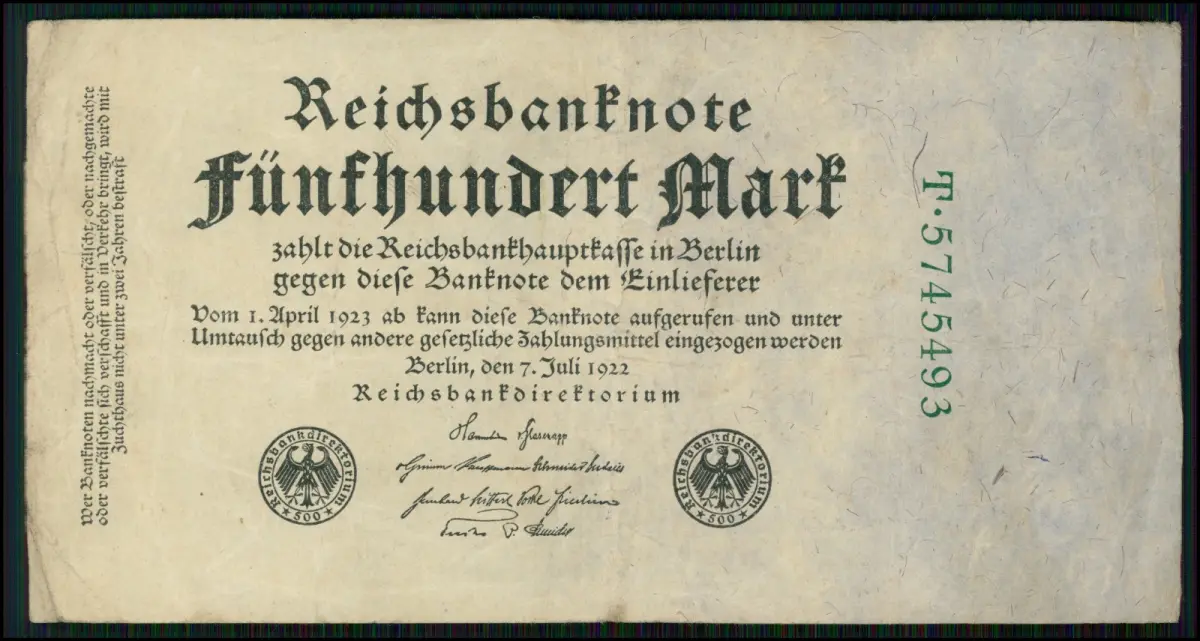 Reichsbanknote
Fünfhundert Mark
zahlt die Reichsbankhauptkasse in Berlin
gegen diese Banknote dem Einlieferer
Vom 1. April 1923 ab kann diese Banknote aufgerufen und unter
Umtausch gegen andere gesetzliche Zahlungsmittel eingezogen werden
Berlin, den 7. Juli 1922
Reichsbankdirektorium
Reichsbankdirektorium
500
Reichsbankdirektorium
500
Wer Banknoten nachmacht oder verfälscht, oder nachgemachte
oder verfälschte sich verschafft und in Verkehr bringt, wird mit
Zuchthaus nicht unter zwei Jahren bestraft
T·5745493